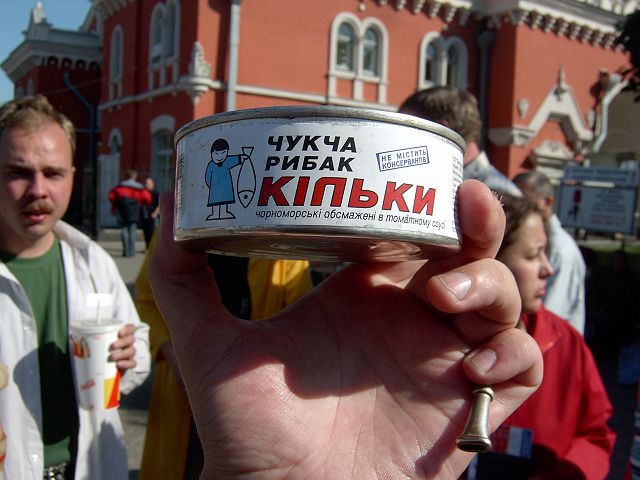 ЧУКЧА
РИБАК
НЕ МІСТИТЬ
КОНСЕРВАНТІВ
КІЛЬКИ
чорноморські обсмажені в томатному соусі